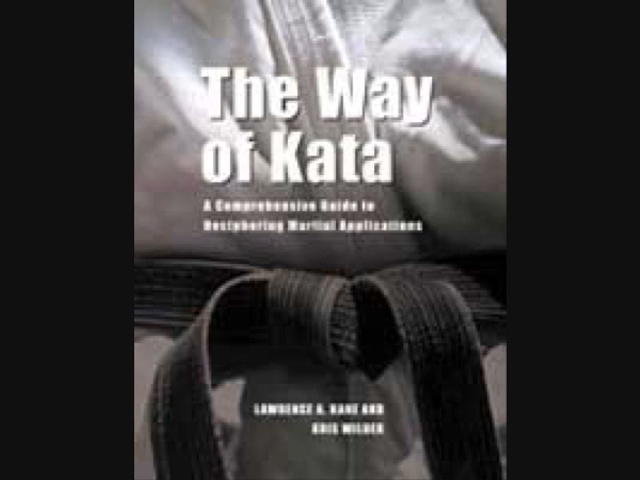 The Way
of Kata
A Comprehensive Guide to
Deciphering Martial Applications
LAWRENCE A. KANE AND
KRIS WILDER